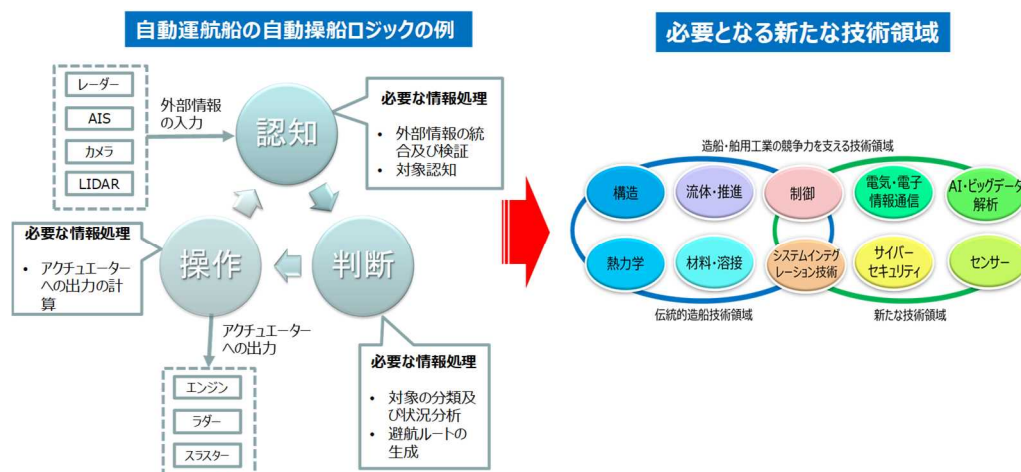 自動運航船の自動操船ロジックの例
レーダー
AIS
カメラ
LIDAR
外部情報
の入力
認知
必要な情報処理
• 外部情報の統
合及び検証
• 対象認知
操作
判断
必要な情報処理
• アクチュエーター
への出力の計
算
アクチュエーター
への出力
エンジン
ラダー
スラスター
必要な情報処理
• 対象の分類及
び状況分析
• 避航ルートの
生成
必要となる新たな技術領域
造船・舶用工業の競争力を支える技術領域
構造
流体・推進
制御
電気・電子
情報通信
AI・ビッグデータ
解析
熱力学
材料・溶接
システムインテグ
レーション技術
サイバー
セキュリティ
センサー
伝統的造船技術領域
新たな技術領域